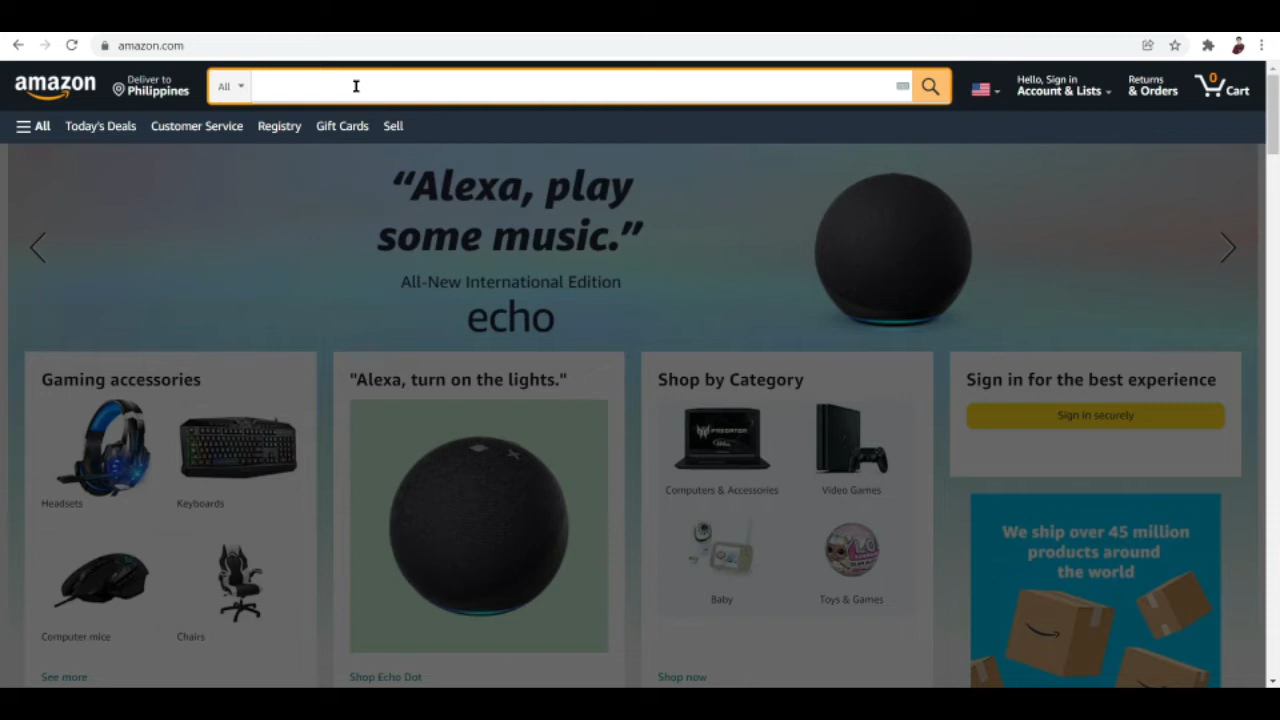 amazon.com
amazon
Deliver to
Philippines
All
Hello, Sign in
Account & Lists
Returns
& Orders
0
Cart
All
Today's Deals
Customer Service
Registry
Gift Cards
Sell
“Alexa, play
some music.”
All-New International Edition
echo
Gaming accessories
Headsets
Keyboards
Computer mice
Chairs
See more
"Alexa, turn on the lights."
Shop Echo Dot
Shop by Category
PREDATOR
Computers & Accessories
Video Games
Baby
Toys & Games
Shop now
Sign in for the best experience
Sign in securely
We ship over 45 million
products around
the world